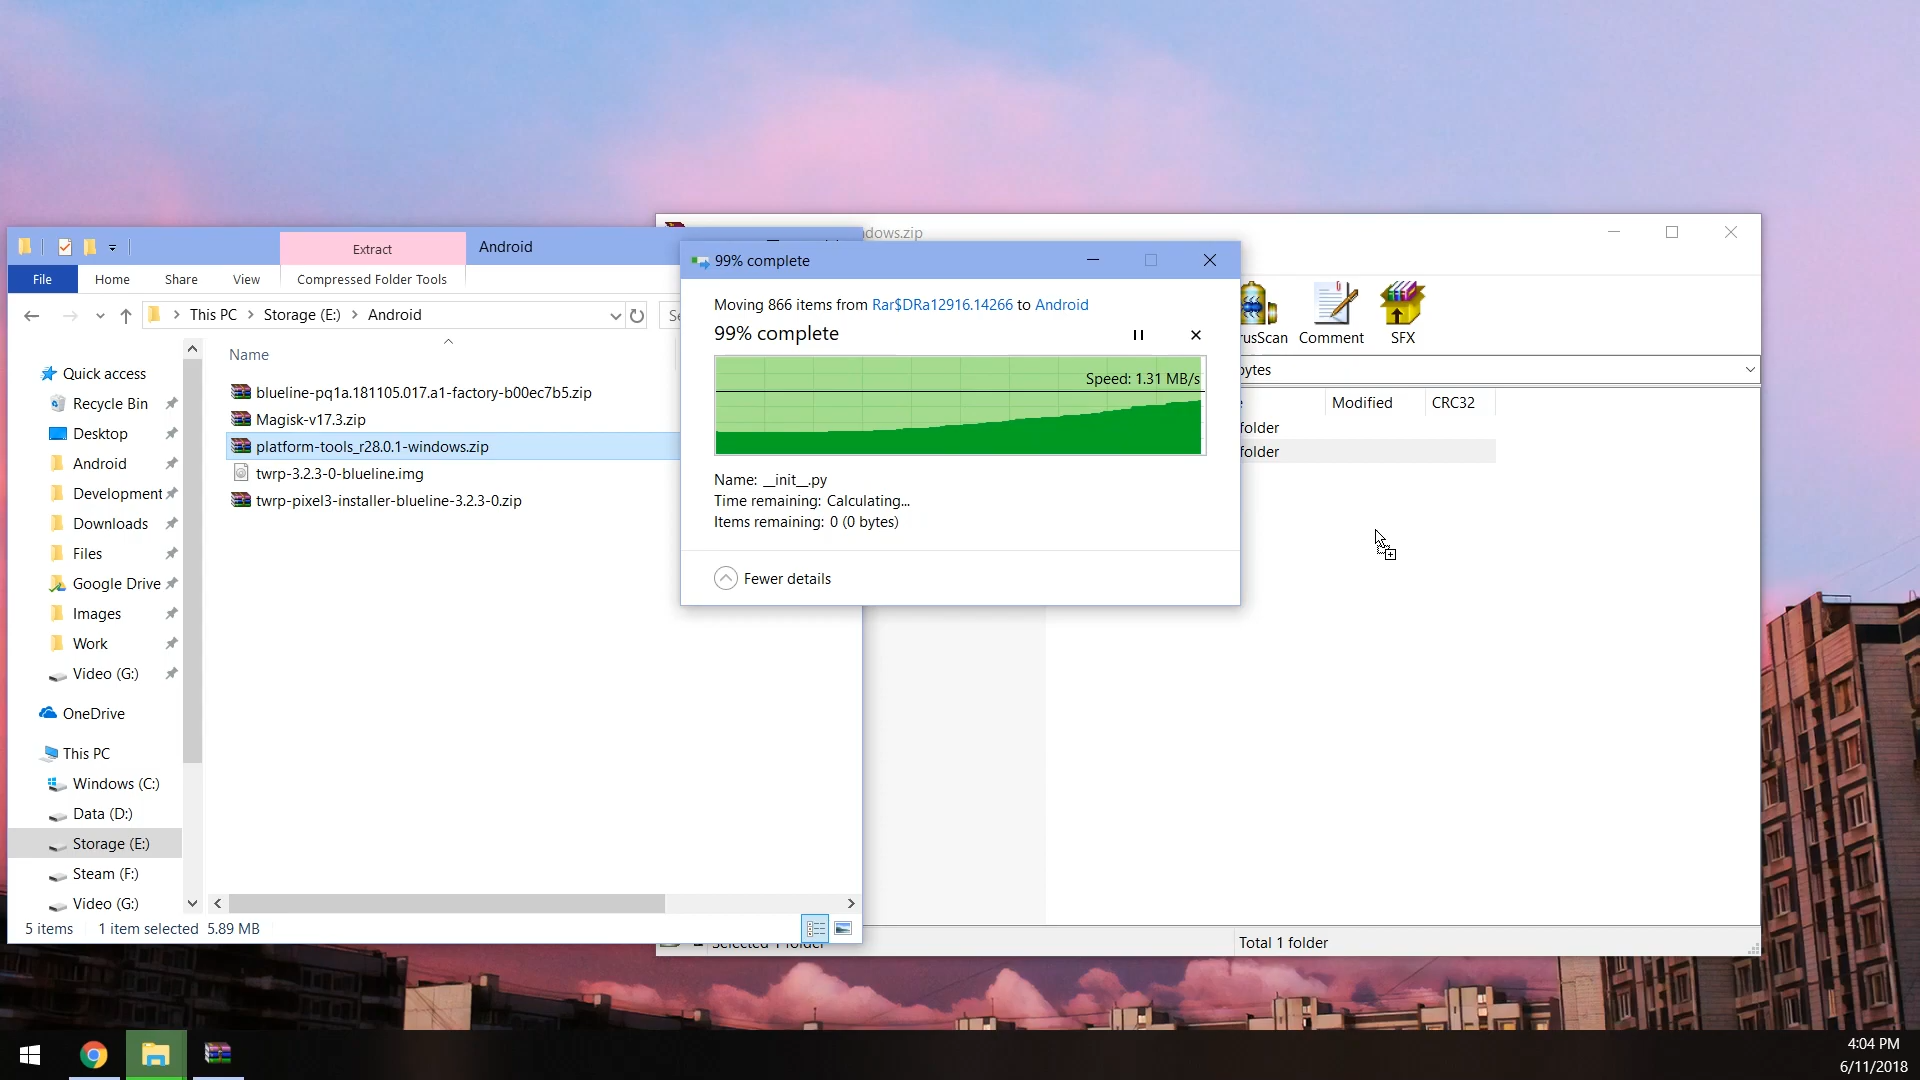 dows.zip
Extract
Android
File
Home
Share
View
Compressed Folder Tools
This PC
Storage (E:)
Android
Name
Quick access
Recycle Bin
Desktop
Android
Development
Downloads
Files
Google Drive
Images
Work
Video (G:)
OneDrive
This PC
Windows (C:)
Data (D:)
Storage (E:)
Steam (F:)
Video (G:)
blueline-pq1a.181105.017.a1-factory-b00ec7b5.zip
Magisk-v17.3.zip
platform-tools_r28.0.1-windows.zip
twrp-3.2.3-0-blueline.img
twrp-pixel3-installer-blueline-3.2.3-0.zip
5 items
1 item selected 5.89 MB
99% complete
Moving 866 items from Rar$DRa12916.14266 to Android
99% complete
Speed: 1.31 MB/s
Name: __init__.py
Time remaining: Calculating...
Items remaining: 0 (0 bytes)
Fewer details
rusScan
Comment
SFX
bytes
Modified
CRC32
folder
folder
Selected 1 folder
Total 1 folder
4:04 PM
6/11/2018